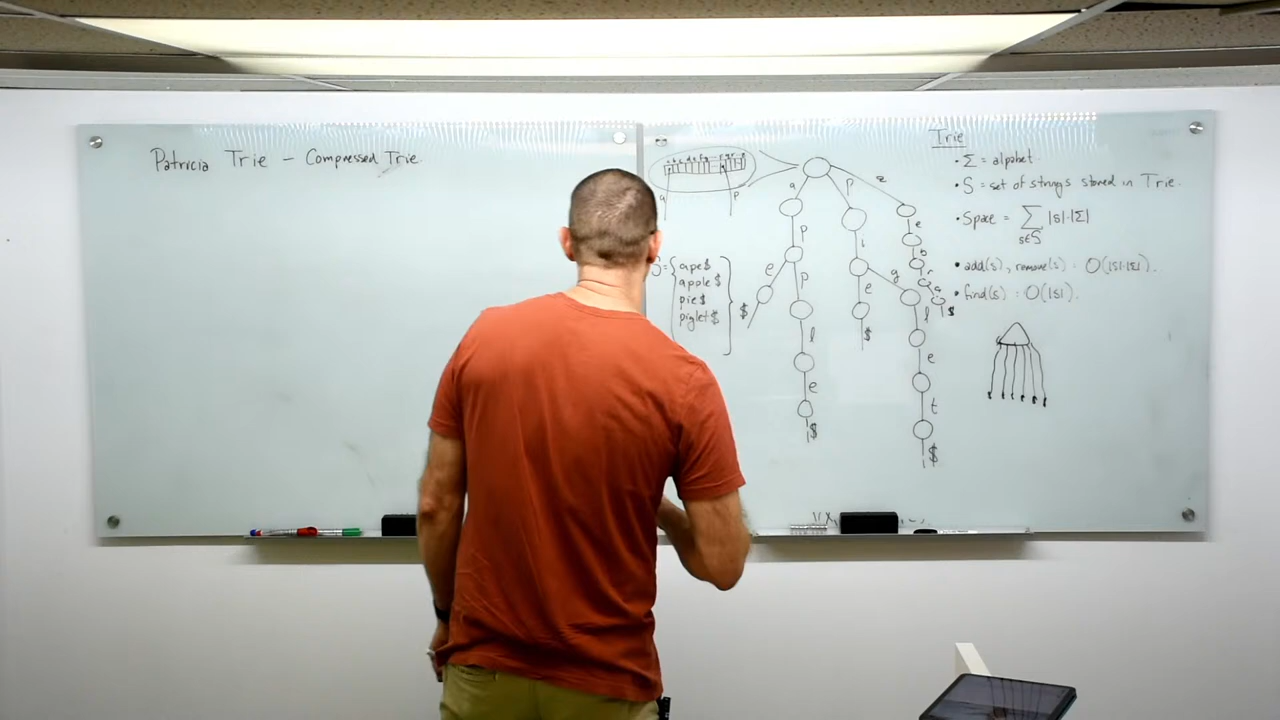 Patricia Trie – Compressed Trie.
Trie
• Σ = alphabet.
• S = set of strings stored in Trie.
• Space = ∑ |s|·|Σ|
s∈S
• add(s), remove(s) : O(|s|·|Σ|).
• find(s) : O(|s|).
S = {
ape$
apple$
pie$
piglet$
}
a p
a p z
p i e
e p e g b
r
$ l $ l a $
e e
$ t
$